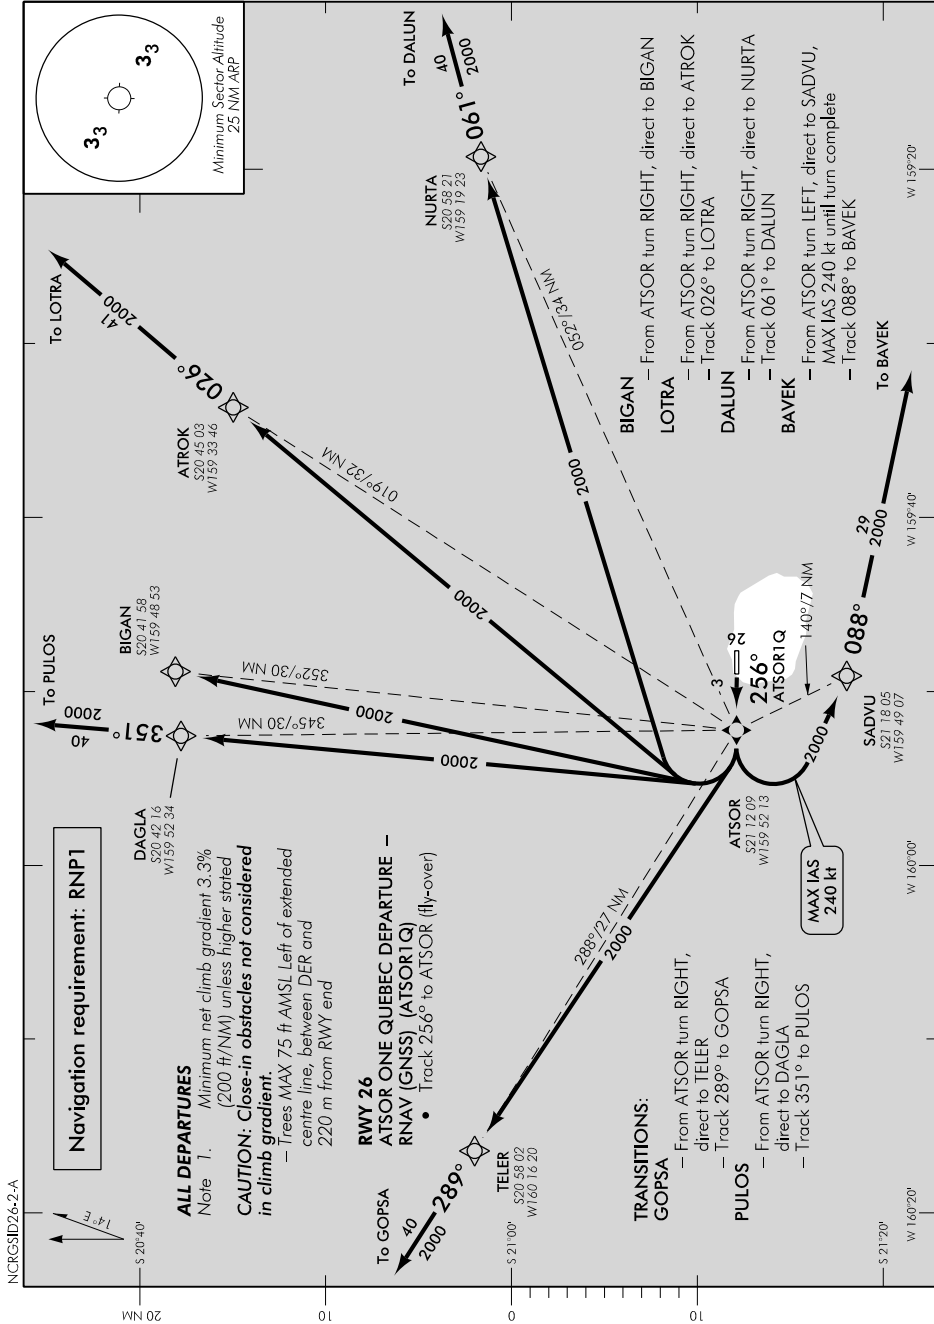 NCRGSID26-2-A
14° E
Navigation requirement: RNP1
Minimum Sector Altitude
25 NM ARP
33
33
ALL DEPARTURES
Note 1. Minimum net climb gradient 3.3%
(200 ft/NM) unless higher stated
CAUTION: Close-in obstacles not considered
in climb gradient.
– Trees MAX 75 ft AMSL Left of extended
centre line, between DER and
220 m from RWY end
RWY 26
ATSOR ONE QUEBEC DEPARTURE –
RNAV (GNSS) (ATSOR1Q)
• Track 256° to ATSOR (fly-over)
TRANSITIONS:
GOPSA
– From ATSOR turn RIGHT,
direct to TELER
– Track 289° to GOPSA
PULOS
– From ATSOR turn RIGHT,
direct to DAGLA
– Track 351° to PULOS
BIGAN
– From ATSOR turn RIGHT, direct to BIGAN
LOTRA
– From ATSOR turn RIGHT, direct to ATROK
– Track 026° to LOTRA
DALUN
– From ATSOR turn RIGHT, direct to NURTA
– Track 061° to DALUN
BAVEK
– From ATSOR turn LEFT, direct to SADVU,
MAX IAS 240 kt until turn complete
– Track 088° to BAVEK
To GOPSA
40
2000
289°
TELER
S20 58 02
W160 16 20
288°/27 NM
2000
To PULOS
40
2000
351°
DAGLA
S20 42 16
W159 52 34
345°/30 NM
2000
BIGAN
S20 41 58
W159 48 53
352°/30 NM
2000
To LOTRA
41
2000
026°
ATROK
S20 45 03
W159 33 46
019°/32 NM
2000
To DALUN
40
2000
061°
NURTA
S20 58 21
W159 19 23
052°/34 NM
2000
ATSOR
S21 12 09
W159 52 13
3
26
256°
ATSOR1Q
140°/7 NM
2000
MAX IAS
240 kt
SADVU
S21 18 05
W159 49 07
088°
29
2000
To BAVEK
S 20°40'
S 21°00'
S 21°20'
W 160°20'
W 160°00'
W 159°40'
W 159°20'
20 NM
10
0
10